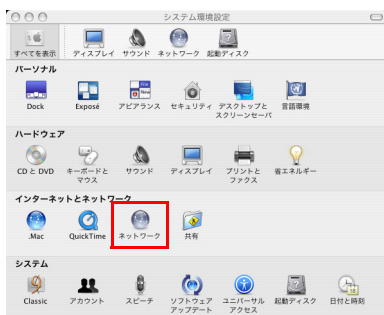 システム環境設定
すべてを表示 ディスプレイ サウンド ネットワーク 起動ディスク
パーソナル
Dock Exposé アピアランス セキュリティ デスクトップと
スクリーンセーバ 言語環境
ハードウェア
CD と DVD キーボードと
マウス サウンド ディスプレイ プリントと
ファクス 省エネルギー
インターネットとネットワーク
.Mac QuickTime ネットワーク 共有
システム
Classic アカウント スピーチ ソフトウェア
アップデート ユニバーサル
アクセス 起動ディスク 日付と時刻